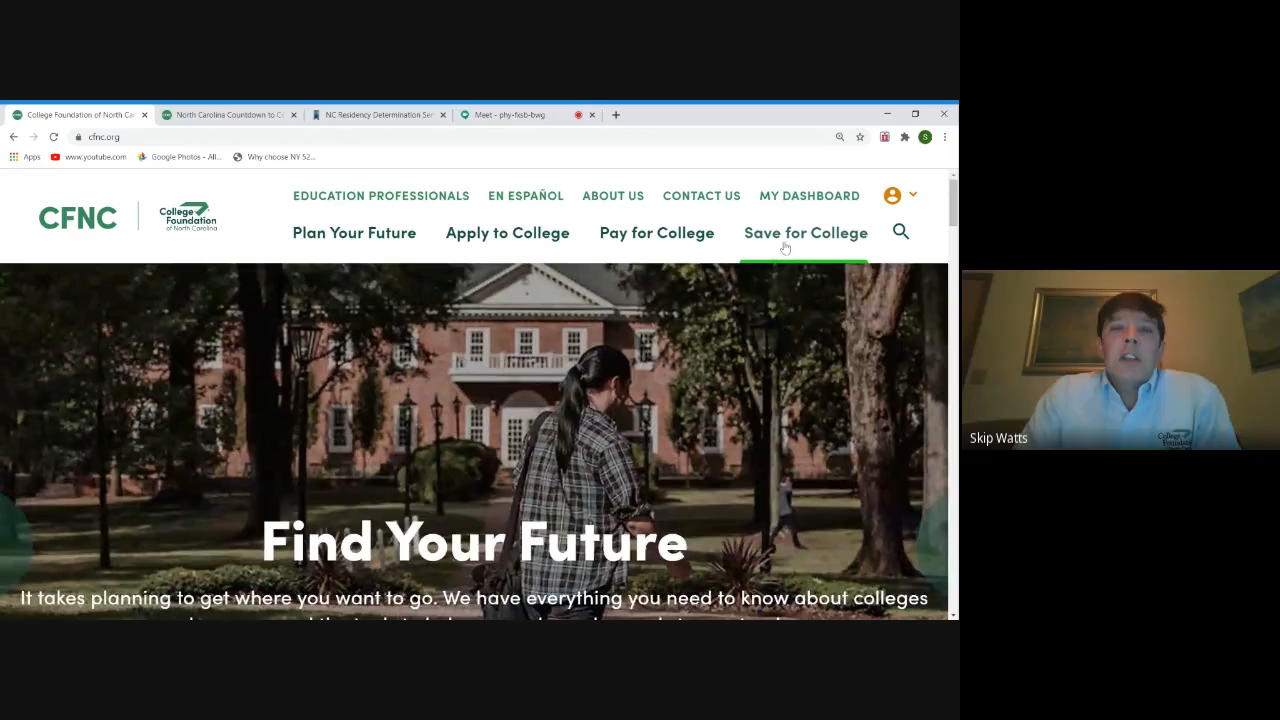 College Foundation of North Ca
North Carolina Countdown to C
NC Residency Determination Ser
Meet - phy-fxsb-bwg
cfnc.org
S
Apps
www.youtube.com
Google Photos - All...
Why choose NY 52...
EDUCATION PROFESSIONALS
EN ESPAÑOL
ABOUT US
CONTACT US
MY DASHBOARD
CFNC
College
Foundation
of North Carolina
Plan Your Future
Apply to College
Pay for College
Save for College
Find Your Future
It takes planning to get where you want to go. We have everything you need to know about colleges
Skip Watts
College